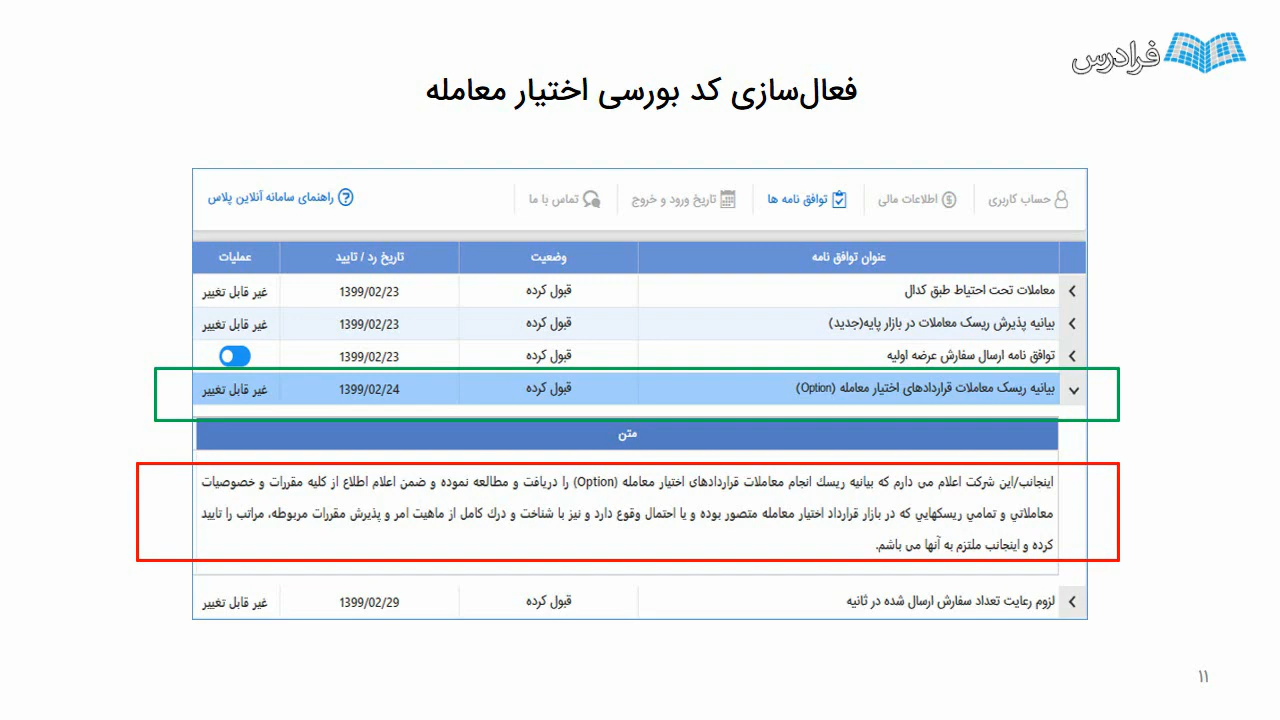 فرادرس
فعال‌سازی کد بورسی اختیار معامله
حساب کاربری
اطلاعات مالی
توافق نامه ها
تاریخ ورود و خروج
تماس با ما
راهنمای سامانه آنلاین پلاس
عنوان توافق نامه وضعیت تاریخ رد / تایید عملیات
معاملات تحت احتیاط طبق کدال قبول کرده 1399/02/23 غیر قابل تغییر
بیانیه پذیرش ریسک معاملات در بازار پایه(جدید) قبول کرده 1399/02/23 غیر قابل تغییر
توافق نامه ارسال سفارش عرضه اولیه قبول کرده 1399/02/23
بیانیه ریسک معاملات قراردادهای اختیار معامله (Option) قبول کرده 1399/02/24 غیر قابل تغییر
متن
اینجانب/این شرکت اعلام می دارم که بیانیه ریسك انجام معاملات قراردادهای اختیار معامله (Option) را دریافت و مطالعه نموده و ضمن اعلام اطلاع از کلیه مقررات و خصوصیات
معاملاتي و تمامي ریسكهایي که در بازار قرارداد اختیار معامله متصور بوده و یا احتمال وقوع دارد و نیز با شناخت و درك کامل از ماهیت امر و پذیرش مقررات مربوطه، مراتب را تایید
کرده و اینجانب ملتزم به آنها می باشم.
لزوم رعایت تعداد سفارش ارسال شده در ثانیه قبول کرده 1399/02/29 غیر قابل تغییر
۱۱